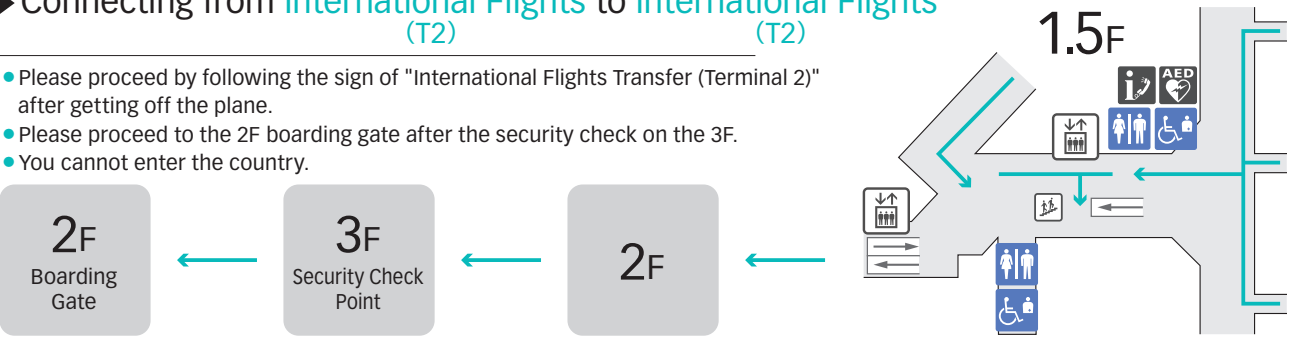 ▶Connecting from International Flights to International Flights
(T2) (T2)
●Please proceed by following the sign of "International Flights Transfer (Terminal 2)"
after getting off the plane.
●Please proceed to the 2F boarding gate after the security check on the 3F.
●You cannot enter the country.
1.5F
AED
2F
Boarding
Gate
3F
Security Check
Point
2F